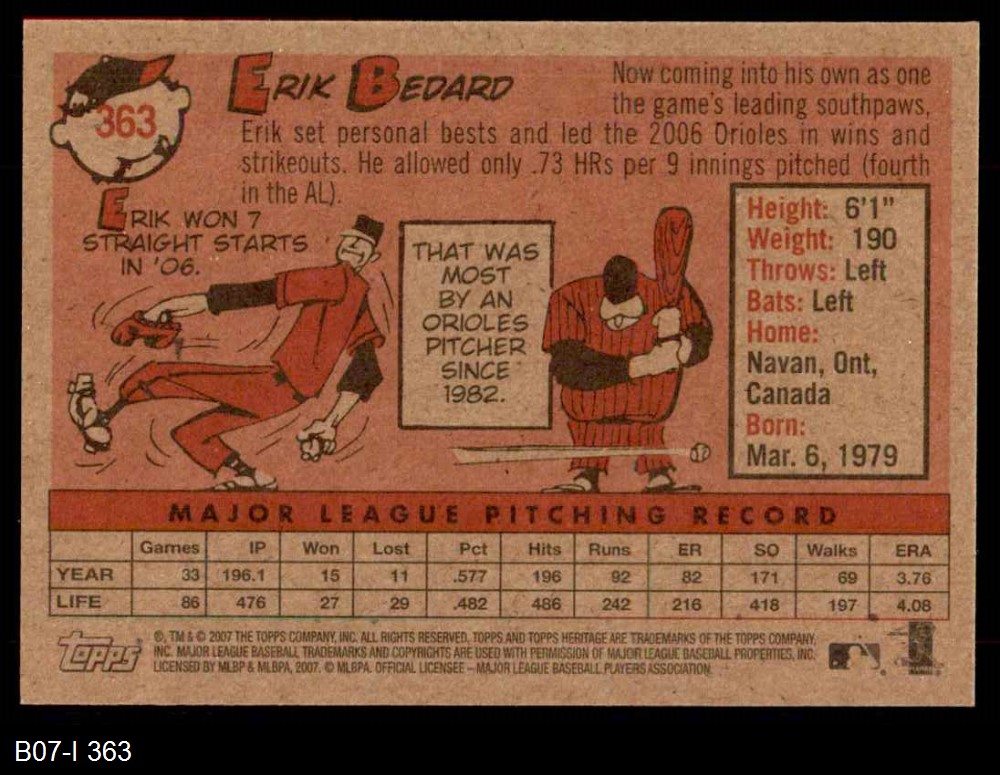 363
ERIK BEDARD
Now coming into his own as one
the game's leading southpaws,
Erik set personal bests and led the 2006 Orioles in wins and
strikeouts. He allowed only .73 HRs per 9 innings pitched (fourth
in the AL).
ERIK WON 7
STRAIGHT STARTS
IN '06.
THAT WAS
MOST
BY AN
ORIOLES
PITCHER
SINCE
1982.
Height: 6'1"
Weight: 190
Throws: Left
Bats: Left
Home:
Navan, Ont,
Canada
Born:
Mar. 6, 1979
MAJOR LEAGUE PITCHING RECORD
Games IP Won Lost Pct Hits Runs ER SO Walks ERA
YEAR 33 196.1 15 11 .577 196 92 82 171 69 3.76
LIFE 86 476 27 29 .482 486 242 216 418 197 4.08
Topps
®, TM & © 2007 THE TOPPS COMPANY, INC. ALL RIGHTS RESERVED. TOPPS AND TOPPS HERITAGE ARE TRADEMARKS OF THE TOPPS COMPANY,
INC. MAJOR LEAGUE BASEBALL TRADEMARKS AND COPYRIGHTS ARE USED WITH PERMISSION OF MAJOR LEAGUE BASEBALL PROPERTIES, INC.
LICENSED BY MLBP & MLBPA, 2007. © MLBPA. OFFICIAL LICENSEE – MAJOR LEAGUE BASEBALL PLAYERS ASSOCIATION.
B07-I 363